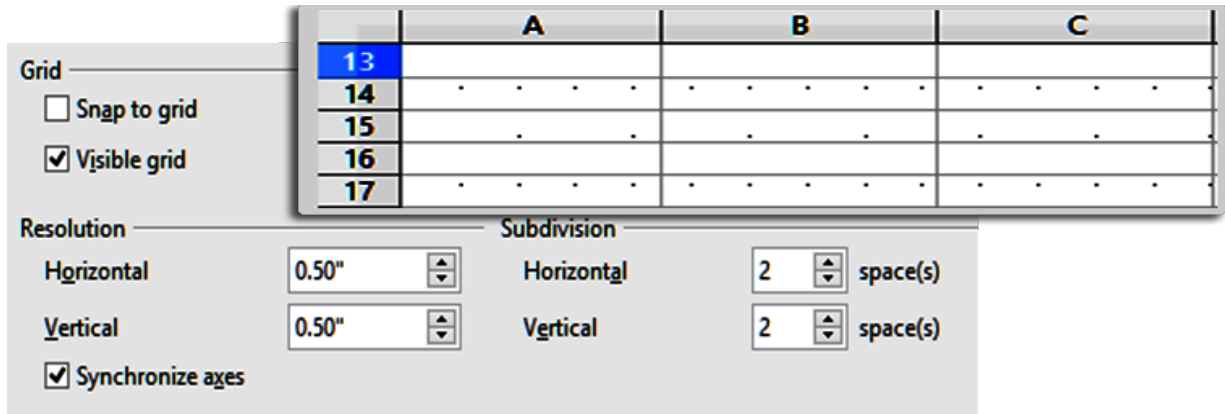 A B C
13
14
15
16
17
Grid
Snap to grid
Visible grid
Resolution Subdivision
Horizontal 0.50" Horizontal 2 space(s)
Vertical 0.50" Vertical 2 space(s)
Synchronize axes